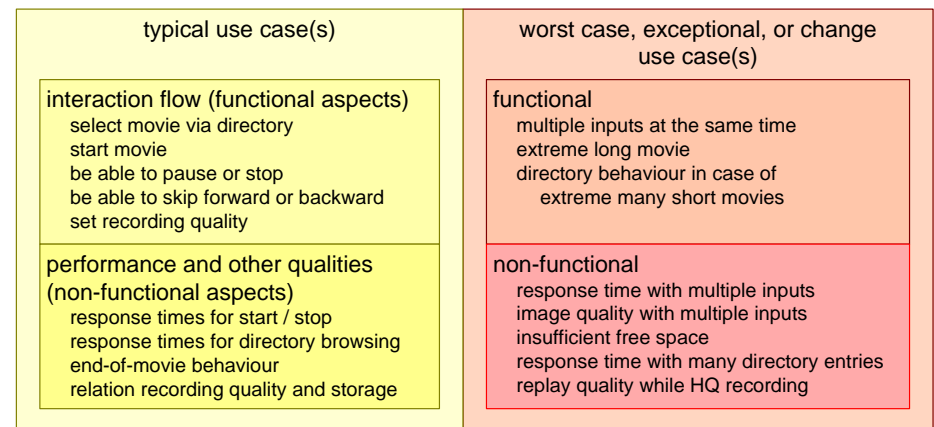 typical use case(s)
interaction flow (functional aspects)
select movie via directory
start movie
be able to pause or stop
be able to skip forward or backward
set recording quality
performance and other qualities
(non-functional aspects)
response times for start / stop
response times for directory browsing
end-of-movie behaviour
relation recording quality and storage
worst case, exceptional, or change
use case(s)
functional
multiple inputs at the same time
extreme long movie
directory behaviour in case of
extreme many short movies
non-functional
response time with multiple inputs
image quality with multiple inputs
insufficient free space
response time with many directory entries
replay quality while HQ recording